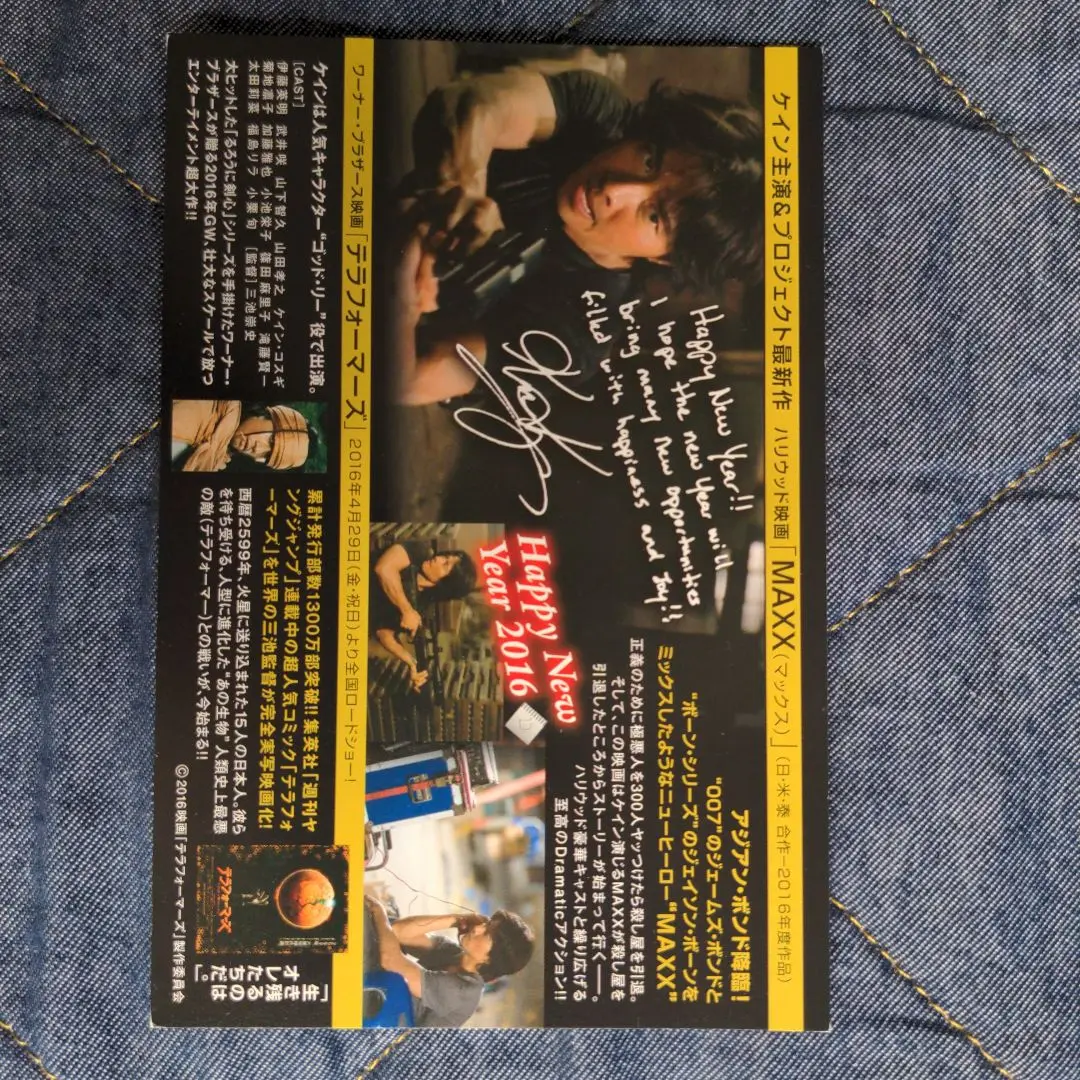 ケイン主演&プロジェクト最新作 ハリウッド映画「MAXX(マックス)」(日・米・泰 合作-2016年度作品)
Happy New Year!!
I hope the new year will
bring many new opportunities
filled with happiness and Joy!!
アジアン・ボンド降臨!
"007"のジェームズ・ボンドと
"ボーン・シリーズ"のジェイソン・ボーンを
ミックスしたようなニューヒーロー"MAXX"
正義のために極悪人を300人ヤッつけたら殺し屋を引退。
そして、この映画はケイン演じるMAXXが殺し屋を
引退したところからストーリーが始まって行く――。
ハリウッド豪華キャストと繰り広げる
至高のDramaticアクション!!
Happy New
Year 2016
ワーナー・ブラザース映画「テラフォーマーズ」2016年4月29日(金・祝日)より全国ロードショー!
ケインは人気キャラクター"ゴッド・リー"役で出演。
[CAST]
伊藤英明 武井咲 山下智久 山田孝之 ケイン・コスギ
菊地凛子 加藤雅也 小池栄子 篠田麻里子 滝藤賢一
太田莉菜 福島リラ 小栗旬 [監督]三池崇史
大ヒットした「るろうに剣心」シリーズを手掛けたワーナー・
ブラザースが贈る2016年GW、壮大なスケールで放つ
エンターテイメント超大作!!
累計発行部数1300万部突破!!集英社「週刊ヤ
ングジャンプ」連載中の超人気コミック「テラフォ
ーマーズ」を世界の三池監督が完全実写映画化!
西暦2599年、火星に送り込まれた15人の日本人。彼ら
を待ち受ける、人型に進化した"あの生物"人類史上最悪
の敵(テラフォーマー)との戦いが、今始まる!!
©2016映画「テラフォーマーズ」製作委員会
テラフォーマーズ
「生き残るのは
オレたちだ。」